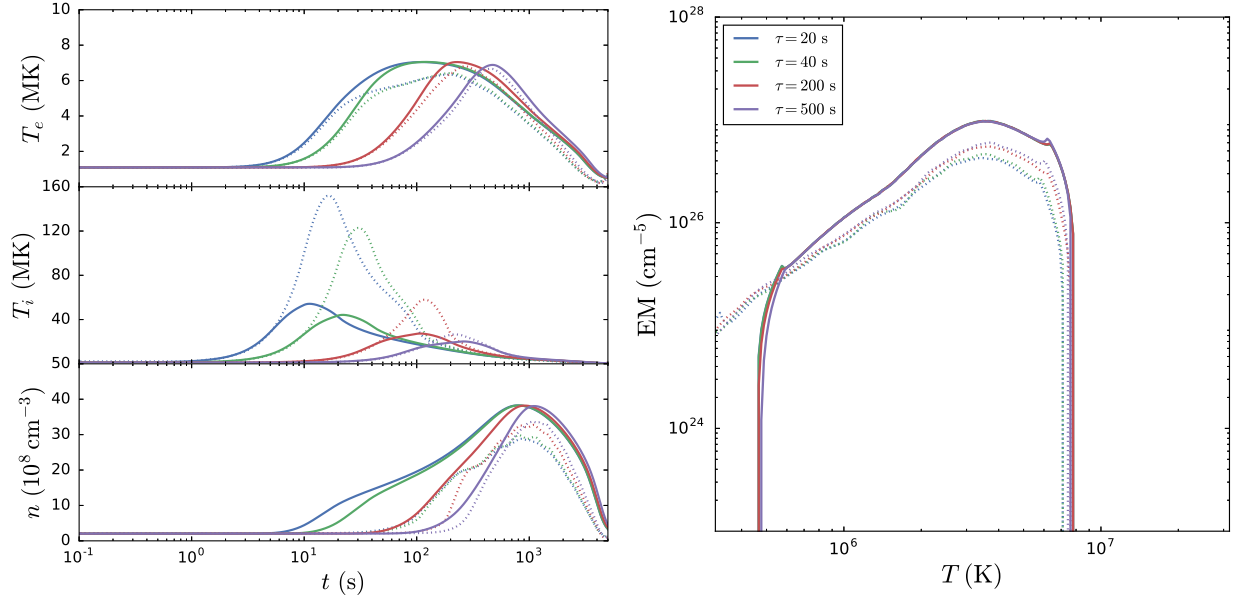 10
8
6
4
2
T_e (MK)
160
120
80
40
T_i (MK)
50
40
30
20
10
0
n (10^8 cm^−3)
10^-1 10^0 10^1 10^2 10^3
t (s)
10^28
10^26
10^24
EM (cm^−5)
τ = 20 s
τ = 40 s
τ = 200 s
τ = 500 s
10^6 10^7
T (K)